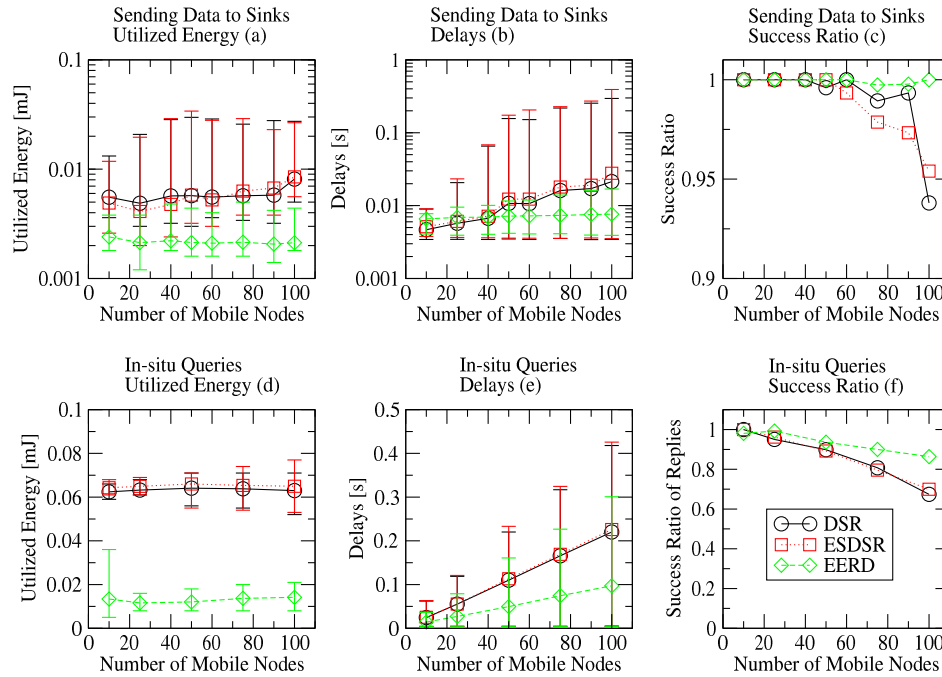 Sending Data to Sinks
Utilized Energy (a)
Utilized Energy [mJ]
0.1
0.01
0.001
0 20 40 60 80 100
Number of Mobile Nodes
Sending Data to Sinks
Delays (b)
Delays [s]
1
0.1
0.01
0.001
0 20 40 60 80 100
Number of Mobile Nodes
Sending Data to Sinks
Success Ratio (c)
Success Ratio
1
0.95
0.9
0 20 40 60 80 100
Number of Mobile Nodes
In-situ Queries
Utilized Energy (d)
Utilized Energy [mJ]
0.1
0.08
0.06
0.04
0.02
0
0 20 40 60 80 100
Number of Mobile Nodes
In-situ Queries
Delays (e)
Delays [s]
0.5
0.4
0.3
0.2
0.1
0
0 20 40 60 80 100
Number of Mobile Nodes
In-situ Queries
Success Ratio (f)
Success Ratio of Replies
1
0.8
0.6
0.4
0.2
0
DSR
ESDSR
EERD
0 20 40 60 80 100
Number of Mobile Nodes